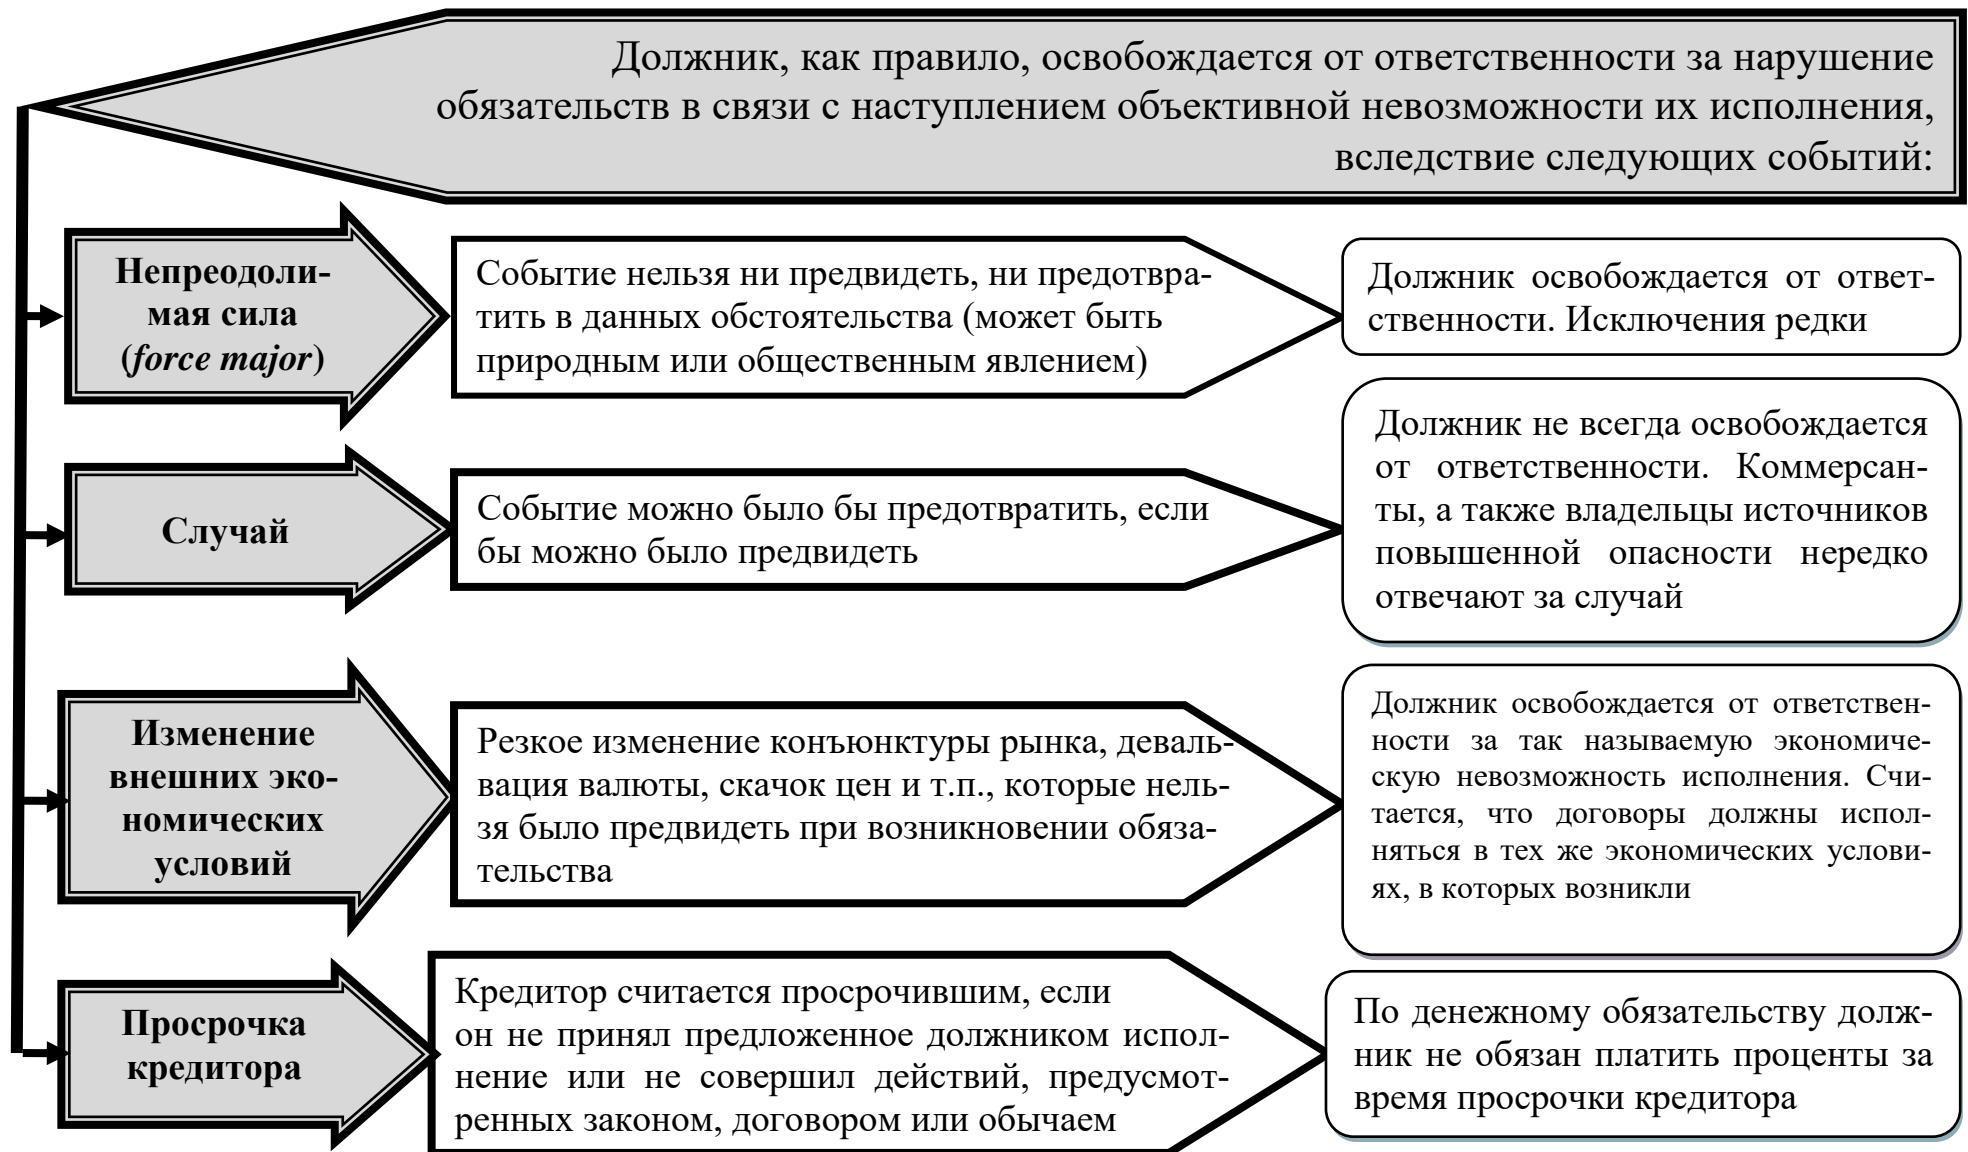 Должник, как правило, освобождается от ответственности за нарушение
обязательств в связи с наступлением объективной невозможности их исполнения,
вследствие следующих событий:
Непреодоли-
мая сила
(force major)
Событие нельзя ни предвидеть, ни предотвра-
тить в данных обстоятельства (может быть
природным или общественным явлением)
Должник освобождается от ответ-
ственности. Исключения редки
Случай
Событие можно было бы предотвратить, если
бы можно было предвидеть
Должник не всегда освобождается
от ответственности. Коммерсан-
ты, а также владельцы источников
повышенной опасности нередко
отвечают за случай
Изменение
внешних эко-
номических
условий
Резкое изменение конъюнктуры рынка, деваль-
вация валюты, скачок цен и т.п., которые нель-
зя было предвидеть при возникновении обяза-
тельства
Должник освобождается от ответствен-
ности за так называемую экономиче-
скую невозможность исполнения. Счи-
тается, что договоры должны испол-
няться в тех же экономических услови-
ях, в которых возникли
Просрочка
кредитора
Кредитор считается просрочившим, если
он не принял предложенное должником испол-
нение или не совершил действий, предусмот-
ренных законом, договором или обычаем
По денежному обязательству долж-
ник не обязан платить проценты за
время просрочки кредитора